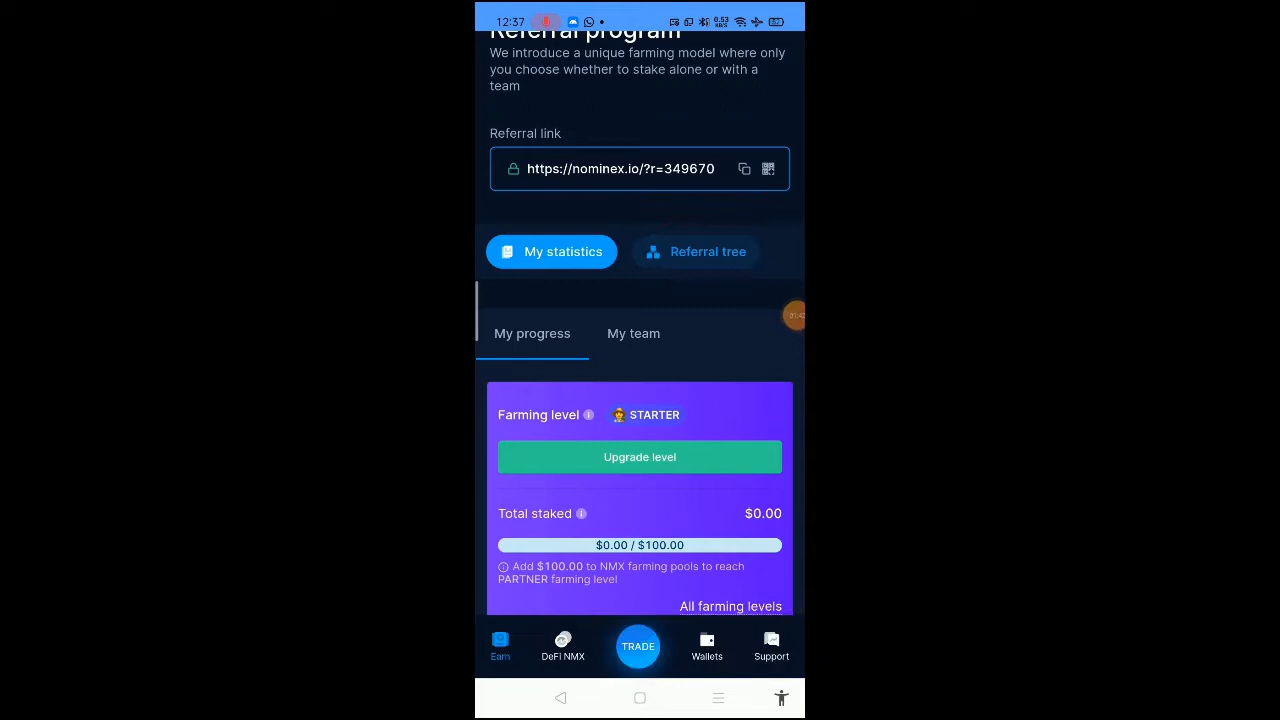 12:37
0.53
KB/S
Referral program
We introduce a unique farming model where only
you choose whether to stake alone or with a
team
Referral link
https://nominex.io/?r=349670
My statistics
Referral tree
My progress
My team
Farming level
STARTER
Upgrade level
Total staked
$0.00
$0.00 / $100.00
Add $100.00 to NMX farming pools to reach
PARTNER farming level
All farming levels
Earn
DeFi NMX
TRADE
Wallets
Support